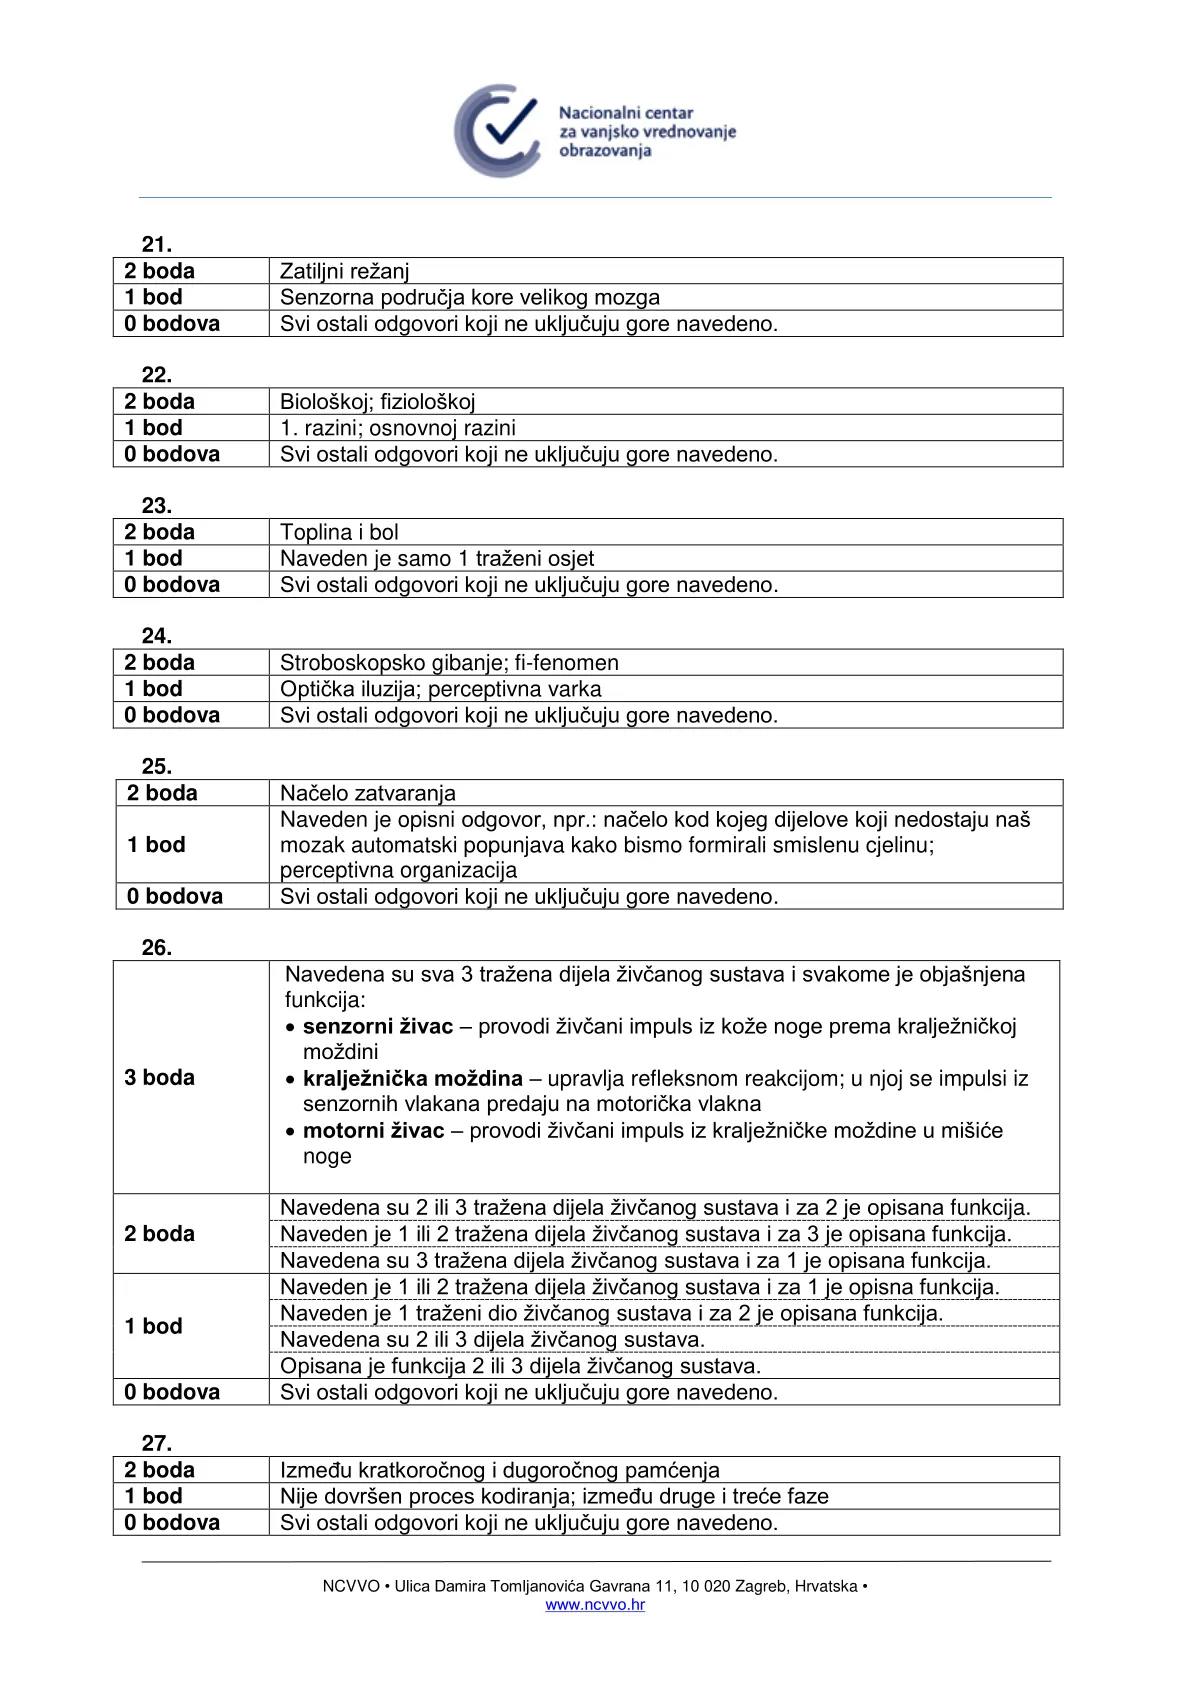 Nacionalni centar
za vanjsko vrednovanje
obrazovanja
21.
2 boda Zatiljni režanj
1 bod Senzorna područja kore velikog mozga
0 bodova Svi ostali odgovori koji ne uključuju gore navedeno.
22.
2 boda Biološkoj; fiziološkoj
1 bod 1. razini; osnovnoj razini
0 bodova Svi ostali odgovori koji ne uključuju gore navedeno.
23.
2 boda Toplina i bol
1 bod Naveden je samo 1 traženi osjet
0 bodova Svi ostali odgovori koji ne uključuju gore navedeno.
24.
2 boda Stroboskopsko gibanje; fi-fenomen
1 bod Optička iluzija; perceptivna varka
0 bodova Svi ostali odgovori koji ne uključuju gore navedeno.
25.
2 boda Načelo zatvaranja
1 bod Naveden je opisni odgovor, npr.: načelo kod kojeg dijelove koji nedostaju naš
mozak automatski popunjava kako bismo formirali smislenu cjelinu;
perceptivna organizacija
0 bodova Svi ostali odgovori koji ne uključuju gore navedeno.
26.
3 boda Navedena su sva 3 tražena dijela živčanog sustava i svakome je objašnjena
funkcija:
• senzorni živac – provodi živčani impuls iz kože noge prema kralježničkoj
moždini
• kralježnička moždina – upravlja refleksnom reakcijom; u njoj se impulsi iz
senzornih vlakana predaju na motorička vlakna
• motorni živac – provodi živčani impuls iz kralježničke moždine u mišiće
noge
2 boda Navedena su 2 ili 3 tražena dijela živčanog sustava i za 2 je opisana funkcija.
Naveden je 1 ili 2 tražena dijela živčanog sustava i za 3 je opisana funkcija.
Navedena su 3 tražena dijela živčanog sustava i za 1 je opisana funkcija.
1 bod Naveden je 1 ili 2 tražena dijela živčanog sustava i za 1 je opisna funkcija.
Naveden je 1 traženi dio živčanog sustava i za 2 je opisana funkcija.
Navedena su 2 ili 3 dijela živčanog sustava.
Opisana je funkcija 2 ili 3 dijela živčanog sustava.
0 bodova Svi ostali odgovori koji ne uključuju gore navedeno.
27.
2 boda Između kratkoročnog i dugoročnog pamćenja
1 bod Nije dovršen proces kodiranja; između druge i treće faze
0 bodova Svi ostali odgovori koji ne uključuju gore navedeno.
NCVVO • Ulica Damira Tomljanovića Gavrana 11, 10 020 Zagreb, Hrvatska •
www.ncvvo.hr